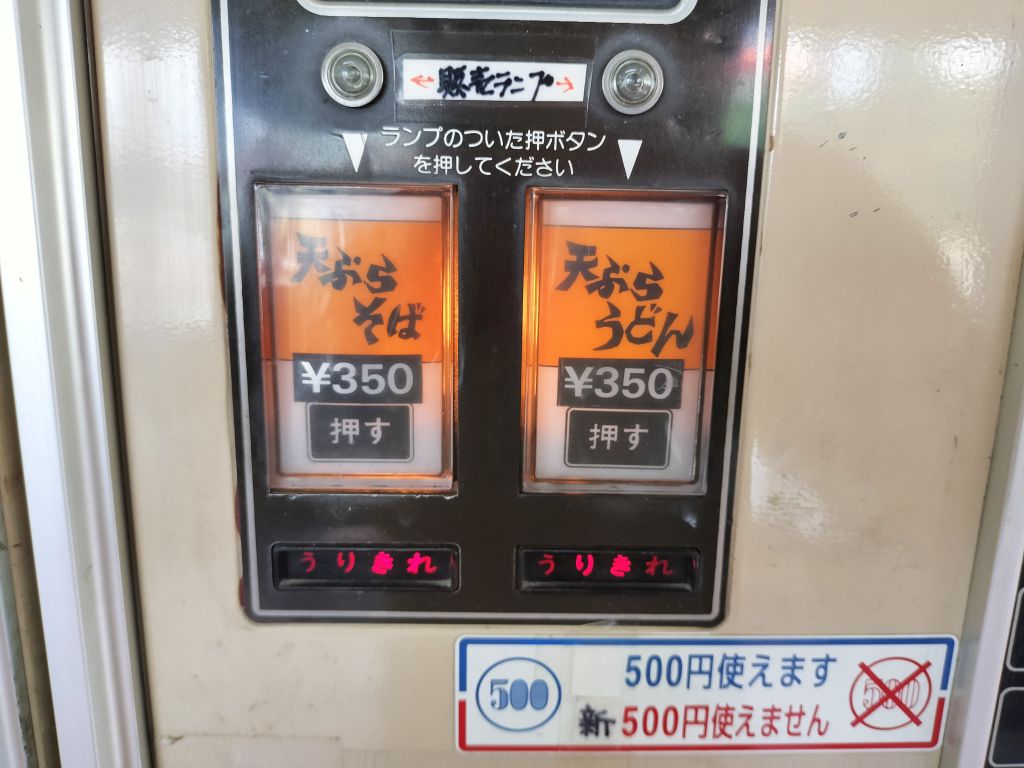 ←販売ランプ→
ランプのついた押ボタン
を押してください
天ぷら
そば
¥350
押す
天ぷら
うどん
¥350
押す
うりきれ
うりきれ
500
500円使えます
新500円使えません
500